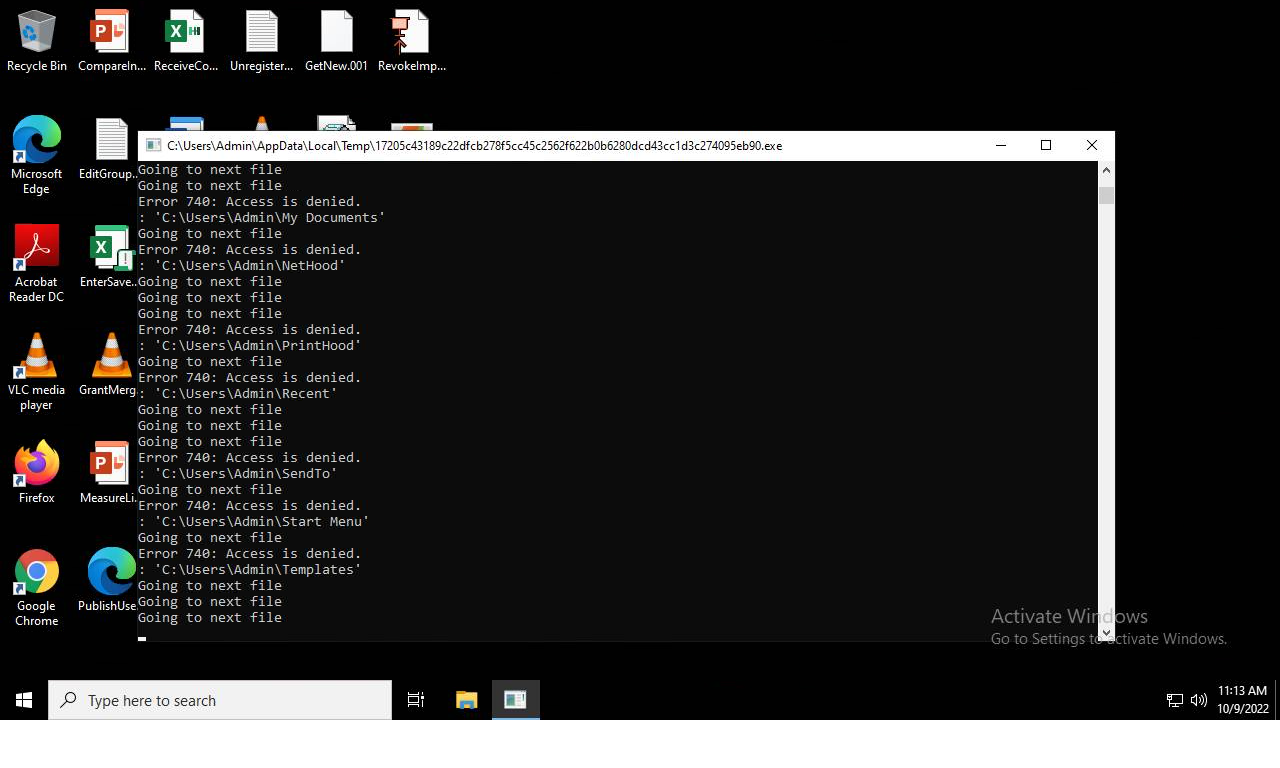 Recycle Bin
CompareIn...
ReceiveCo...
Unregister...
GetNew.001
RevokeImp...
Microsoft
Edge
EditGroup..
C:\Users\Admin\AppData\Local\Temp\17205c43189c22dfcb278f5cc45c2562f622b0b6280dcd43cc1d3c274095eb90.exe
Going to next file
Going to next file
Error 740: Access is denied.
: 'C:\Users\Admin\My Documents'
Going to next file
Error 740: Access is denied.
: 'C:\Users\Admin\NetHood'
Going to next file
Going to next file
Going to next file
Error 740: Access is denied.
: 'C:\Users\Admin\PrintHood'
Going to next file
Error 740: Access is denied.
: 'C:\Users\Admin\Recent'
Going to next file
Going to next file
Going to next file
Error 740: Access is denied.
: 'C:\Users\Admin\SendTo'
Going to next file
Error 740: Access is denied.
: 'C:\Users\Admin\Start Menu'
Going to next file
Error 740: Access is denied.
: 'C:\Users\Admin\Templates'
Going to next file
Going to next file
Going to next file
Acrobat
Reader DC
EnterSave..
VLC media
player
GrantMerg.
Firefox
MeasureLi.
Google
Chrome
PublishUse
Activate Windows
Go to Settings to activate Windows.
Type here to search
11:13 AM
10/9/2022